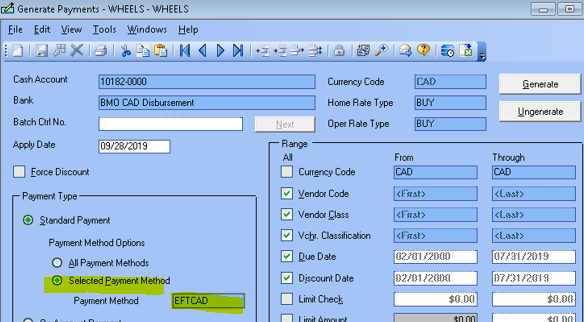 Generate Payments - WHEELS - WHEELS
File Edit View Tools Windows Help
Cash Account 10182-0000 Currency Code CAD Generate
Bank BMO CAD Disbursement Home Rate Type BUY
Batch Ctrl No. Next Oper Rate Type BUY Ungenerate
Apply Date 09/28/2019
Range
All From Through
Force Discount
Currency Code CAD CAD
Payment Type
Vendor Code <First> <Last>
Standard Payment
Vendor Class <First> <Last>
Payment Method Options
Vchr. Classification <First> <Last>
All Payment Methods
Due Date 02/01/2000 07/31/2019
Selected Payment Method
Discount Date 02/01/2000 07/31/2019
Payment Method EFTCAD
Limit Check $0.00 $0.00
On Account Payment
Limit Amount $0.00 $0.00